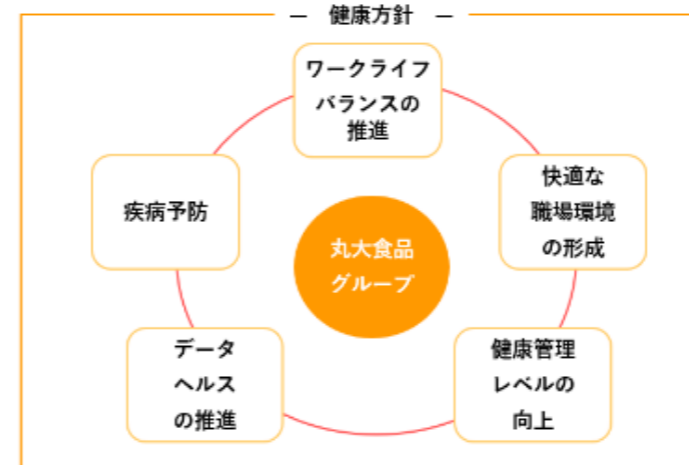 ― 健康方針 ―
ワークライフ
バランスの
推進
快適な
職場環境
の形成
疾病予防
丸大食品
グループ
健康管理
レベルの
向上
データ
ヘルス
の推進